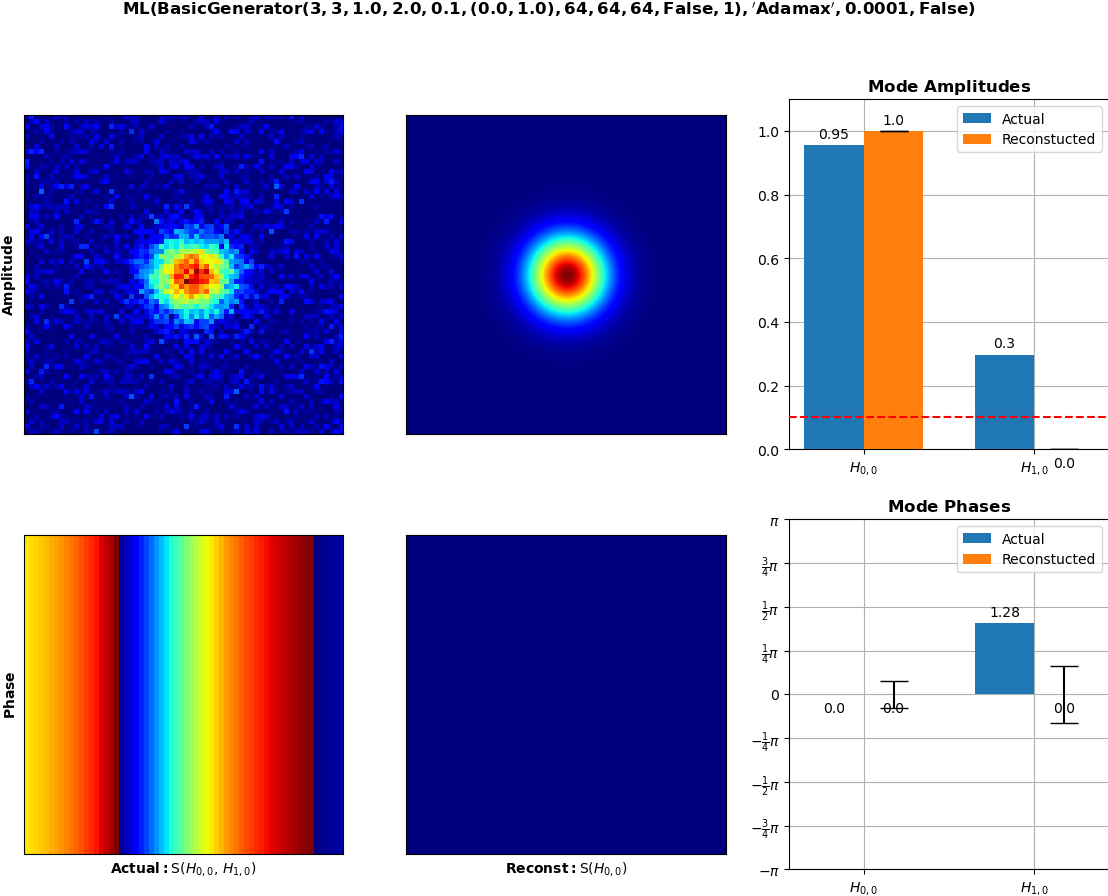 ML(BasicGenerator(3, 3, 1.0, 2.0, 0.1, (0.0, 1.0), 64, 64, 64, False, 1), ′Adamax′, 0.0001, False)
Amplitude
Mode Amplitudes
Actual
Reconstucted
0.95
1.0
0.3
0.0
1.0
0.8
0.6
0.4
0.2
0.0
H0, 0
H1, 0
Phase
Actual: S(H0, 0, H1, 0)
Reconst: S(H0, 0)
Mode Phases
Actual
Reconstucted
0.0
0.0
1.28
0.0
π
3/4π
1/2π
1/4π
0
−1/4π
−1/2π
−3/4π
−π
H0, 0
H1, 0